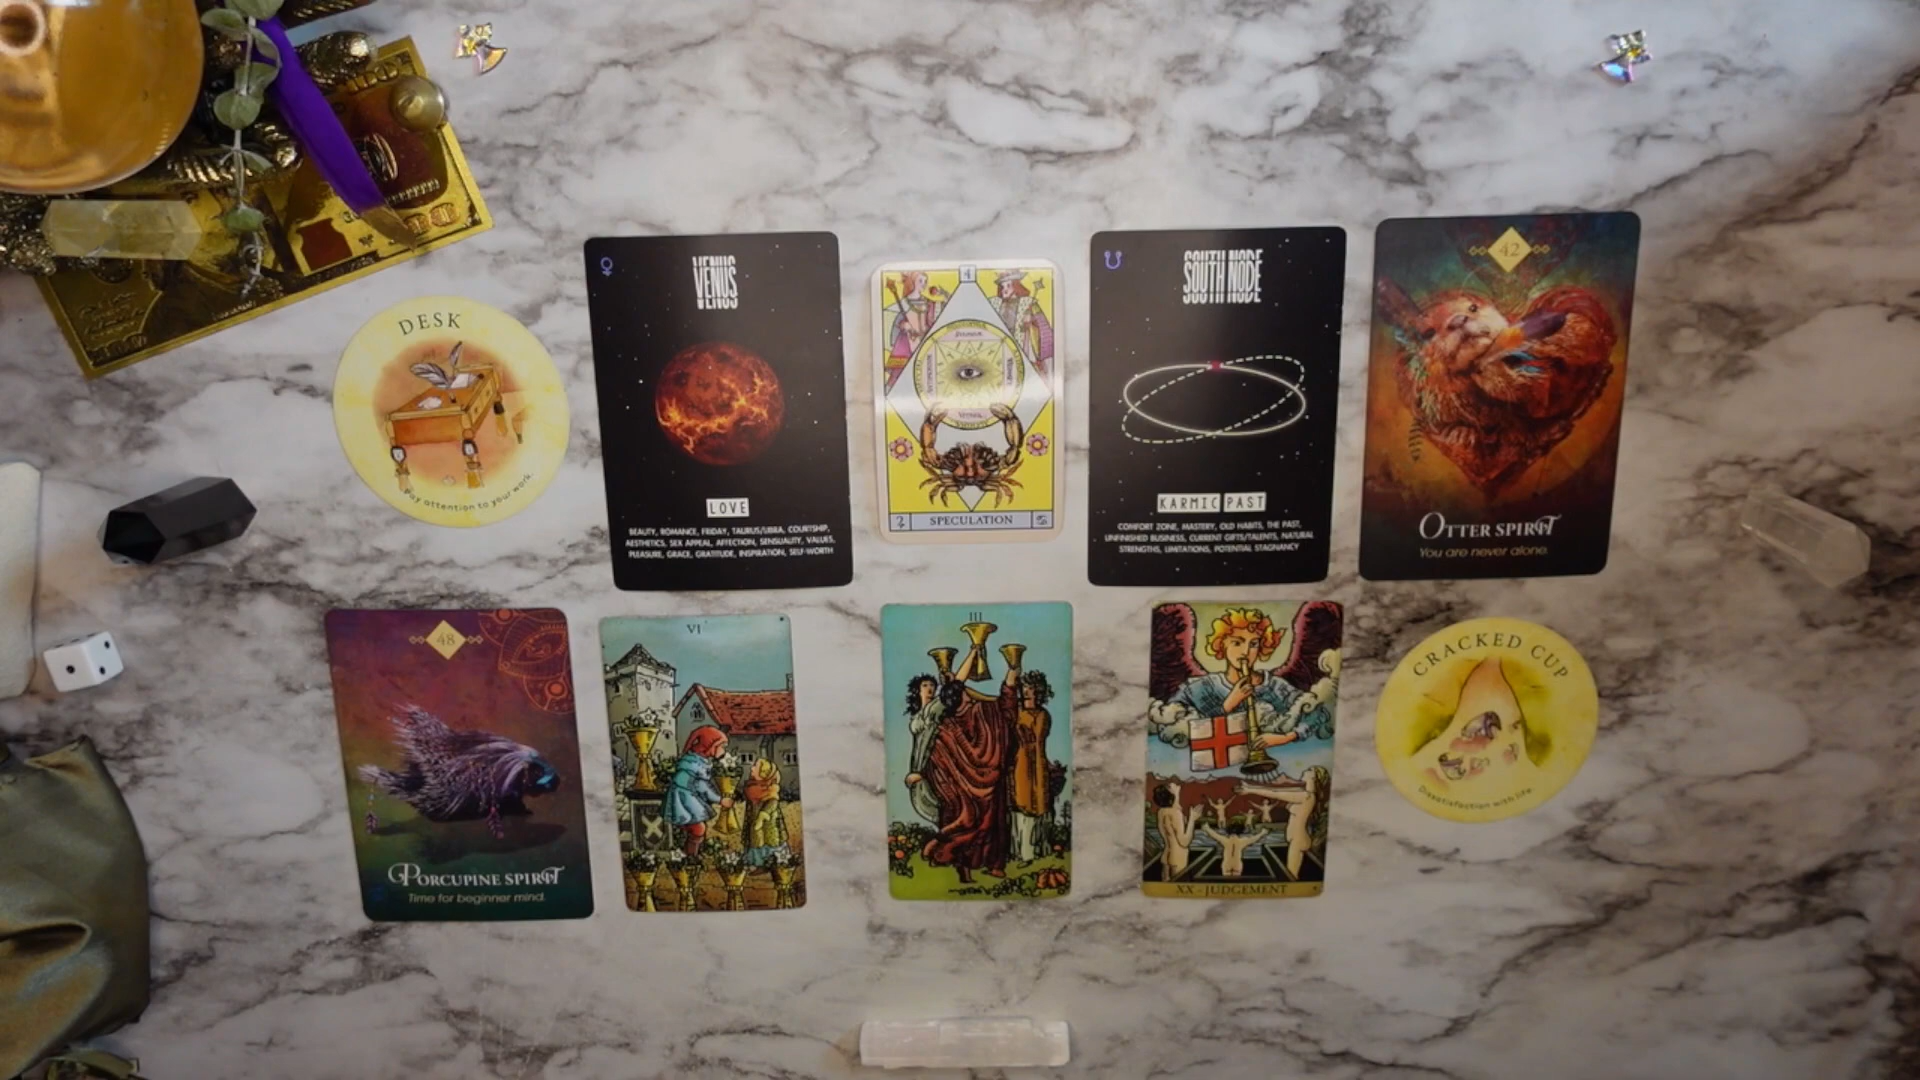 DESK
Pay attention to your work.
VENUS
LOVE
BEAUTY, ROMANCE, FRIDAY, TAURUS/LIBRA, COURTSHIP,
AESTHETICS, SEX APPEAL, AFFECTION, SENSUALITY, VALUES,
PLEASURE, GRACE, GRATITUDE, INSPIRATION, SELF-WORTH
4
SPECULATION
SOUTH NODE
KARMIC PAST
COMFORT ZONE, MASTERY, OLD HABITS, THE PAST,
UNFINISHED BUSINESS, CURRENT GIFTS/TALENTS, NATURAL
STRENGTHS, LIMITATIONS, POTENTIAL STAGNANCY
42
OTTER SPIRIT
You are never alone.
48
PORCUPINE SPIRIT
Time for beginner mind.
VI
III
XX - JUDGEMENT
CRACKED CUP
Dissatisfaction with life.